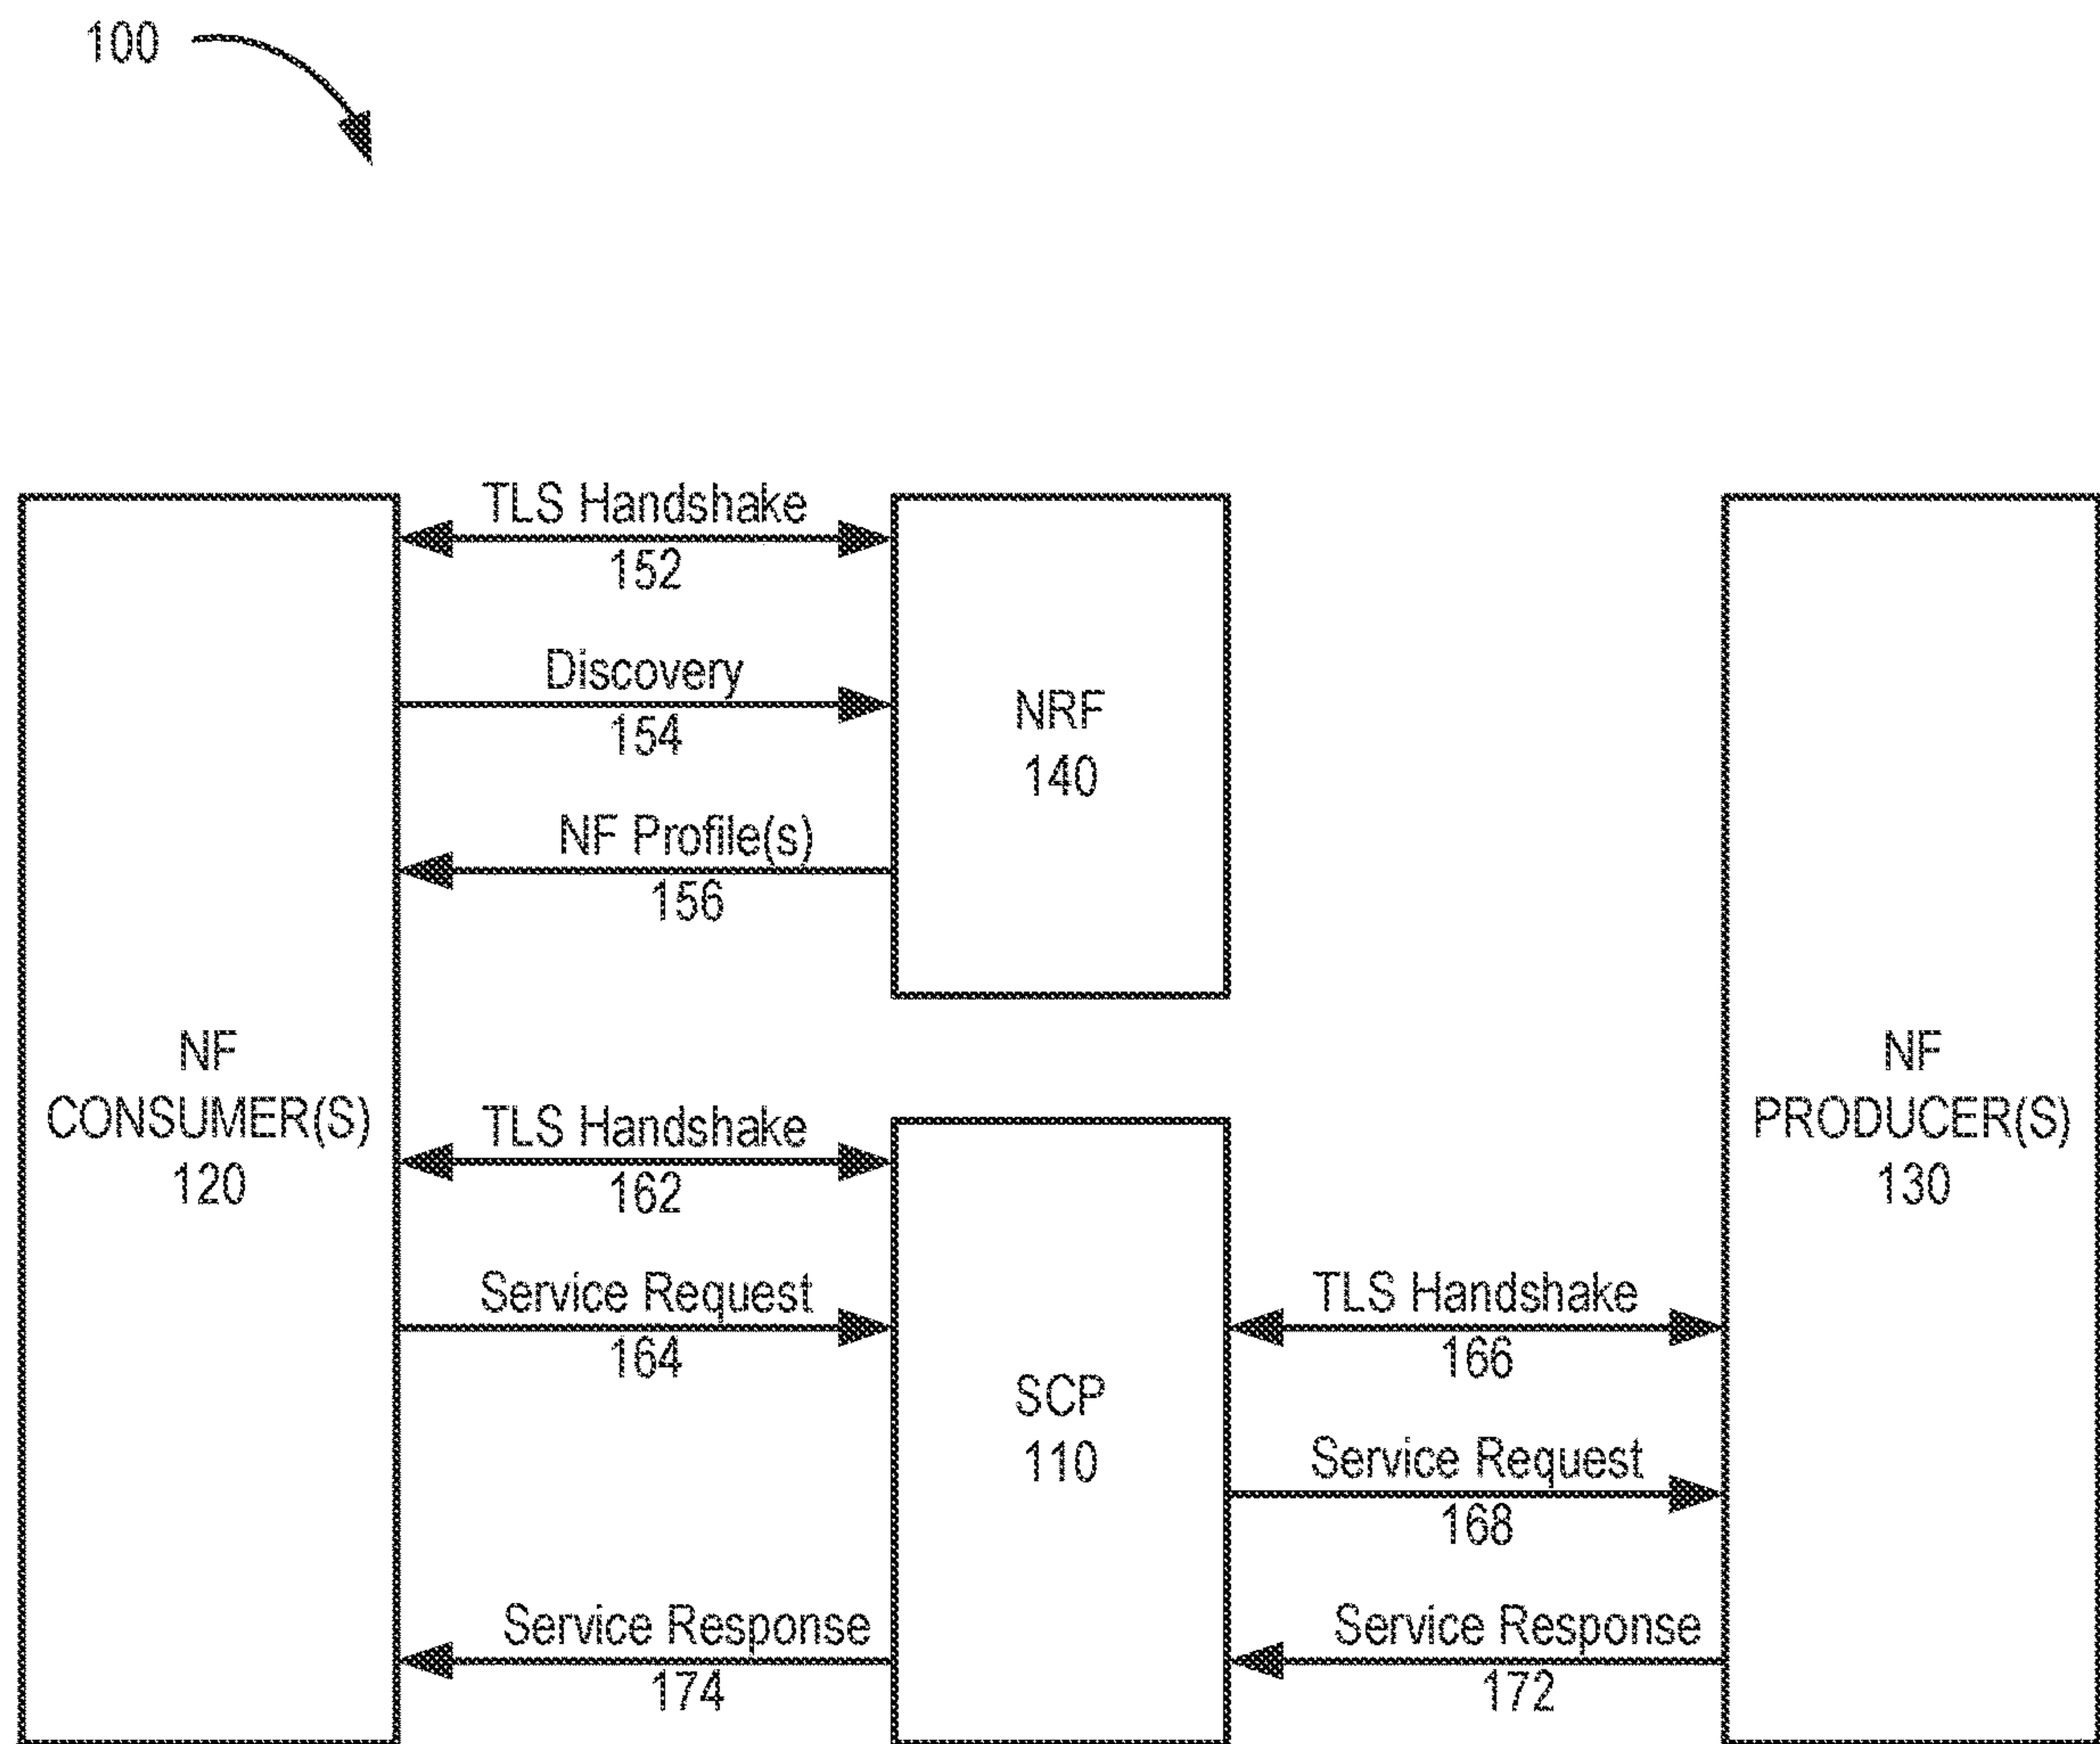 100
TLS Handshake
152
Discovery
154
NF Profile(s)
156
NRF
140
NF
CONSUMER(S)
120
NF
PRODUCER(S)
130
TLS Handshake
162
Service Request
164
SCP
110
TLS Handshake
166
Service Request
168
Service Response
174
Service Response
172